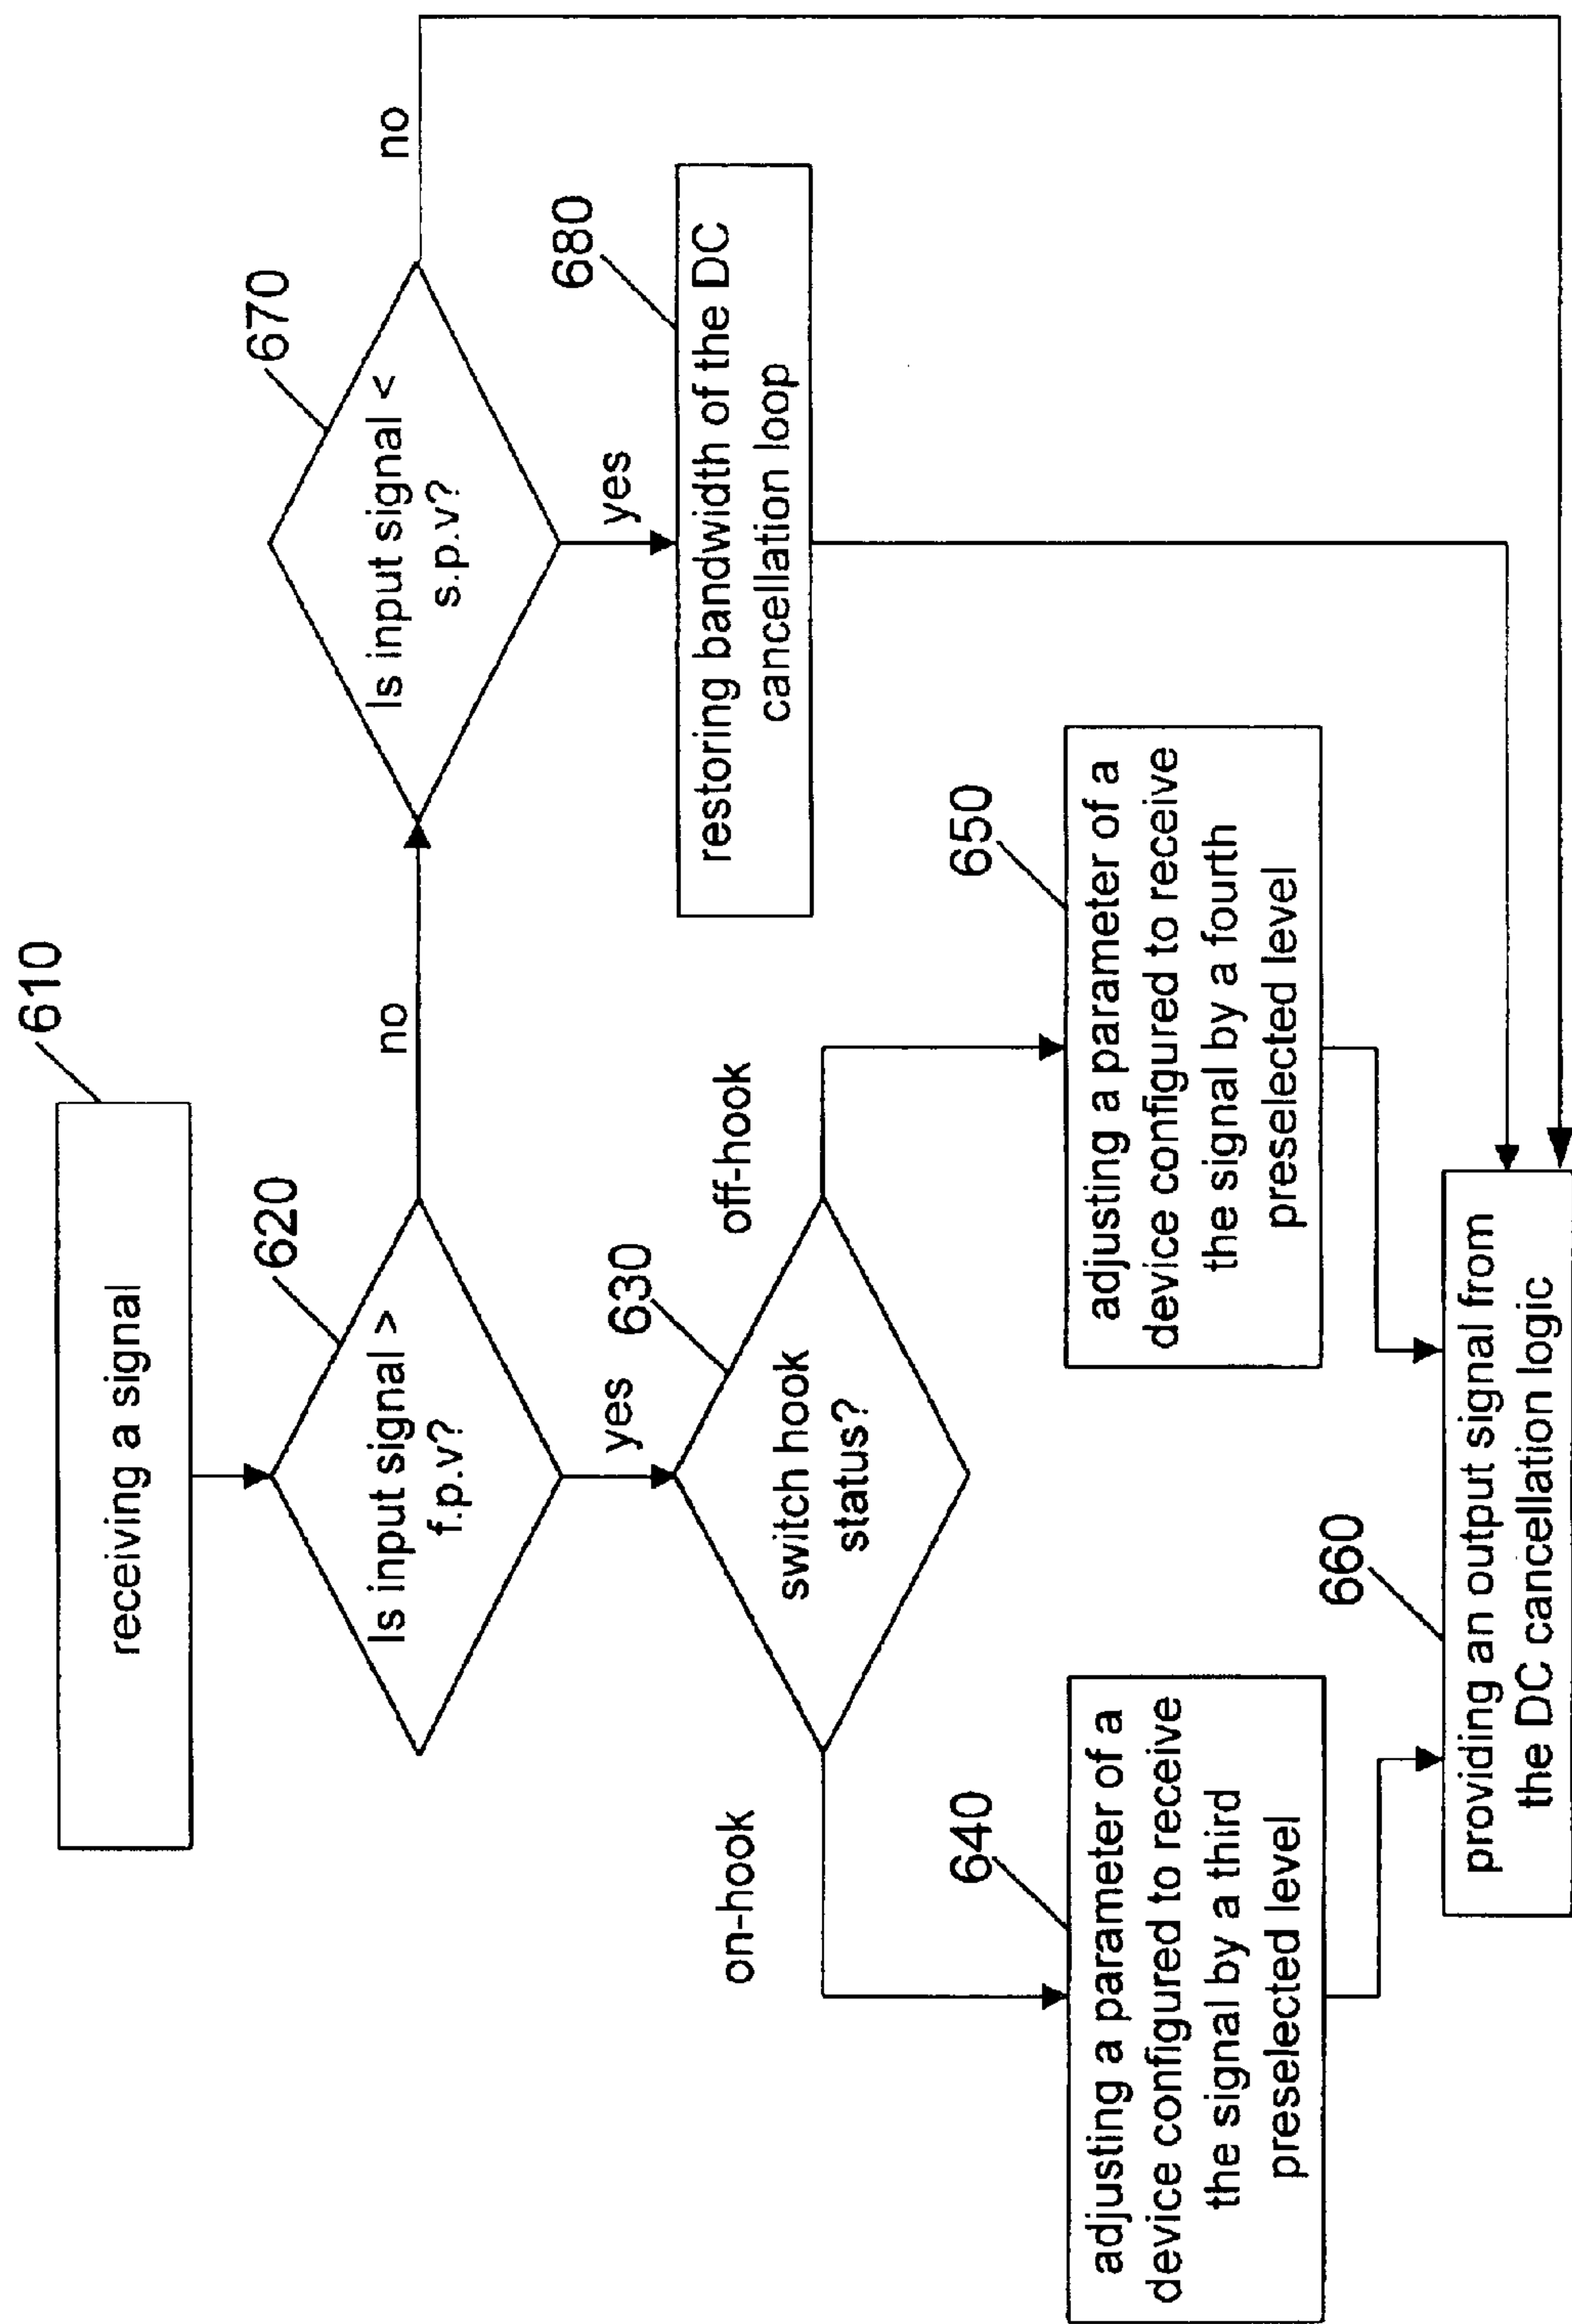 610
receiving a signal
620
Is input signal >
f.p.v?
no
yes
670
Is input signal <
s.p.v?
no
yes
680
restoring bandwidth of the DC
cancellation loop
630
switch hook
status?
on-hook
off-hook
640
adjusting a parameter of a
device configured to receive
the signal by a third
preselected level
650
adjusting a parameter of a
device configured to receive
the signal by a fourth
preselected level
660
providing an output signal from
the DC cancellation logic